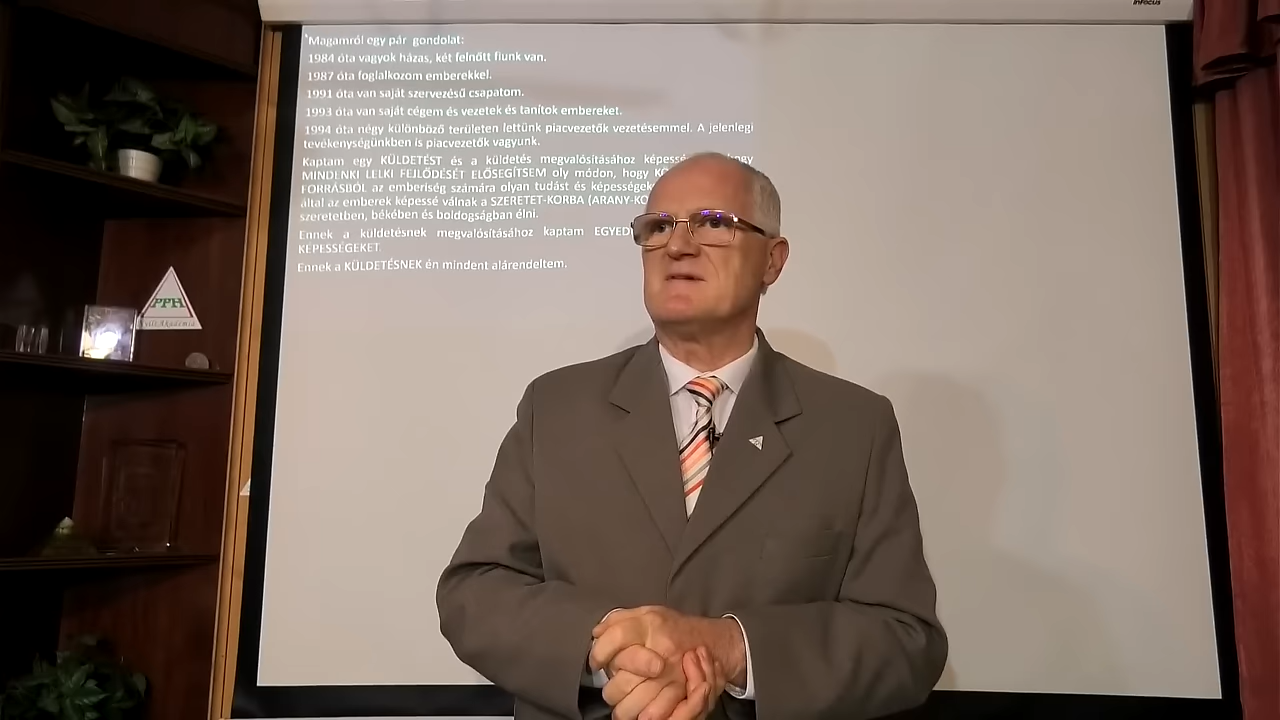 InFocus
Magamról egy pár gondolat:
1984 óta vagyok házas, két felnőtt fiunk van.
1987 óta foglalkozom emberekkel.
1991 óta van saját szervezésű csapatom.
1993 óta van saját cégem és vezetek és tanítok embereket.
1994 óta négy különböző területen lettünk piacvezetők vezetésemmel. A jelenlegi
tevékenységünkben is piacvezetők vagyunk.
Kaptam egy KÜLDETÉST és a küldetés megvalósításához
MINDENKI LELKI FEJLŐDÉSÉT ELŐSEGÍTSEM oly módon, hogy
FORRÁSBÓL az emberiség számára olyan tudást és
által az emberek képessé válnak a SZERETET-KORBA
szeretetben, békében és boldogságban élni.
Ennek a küldetésnek megvalósításához kaptam
KÉPESSÉGEKET.
Ennek a KÜLDETÉSNEK én mindent alárendeltem.
PPH